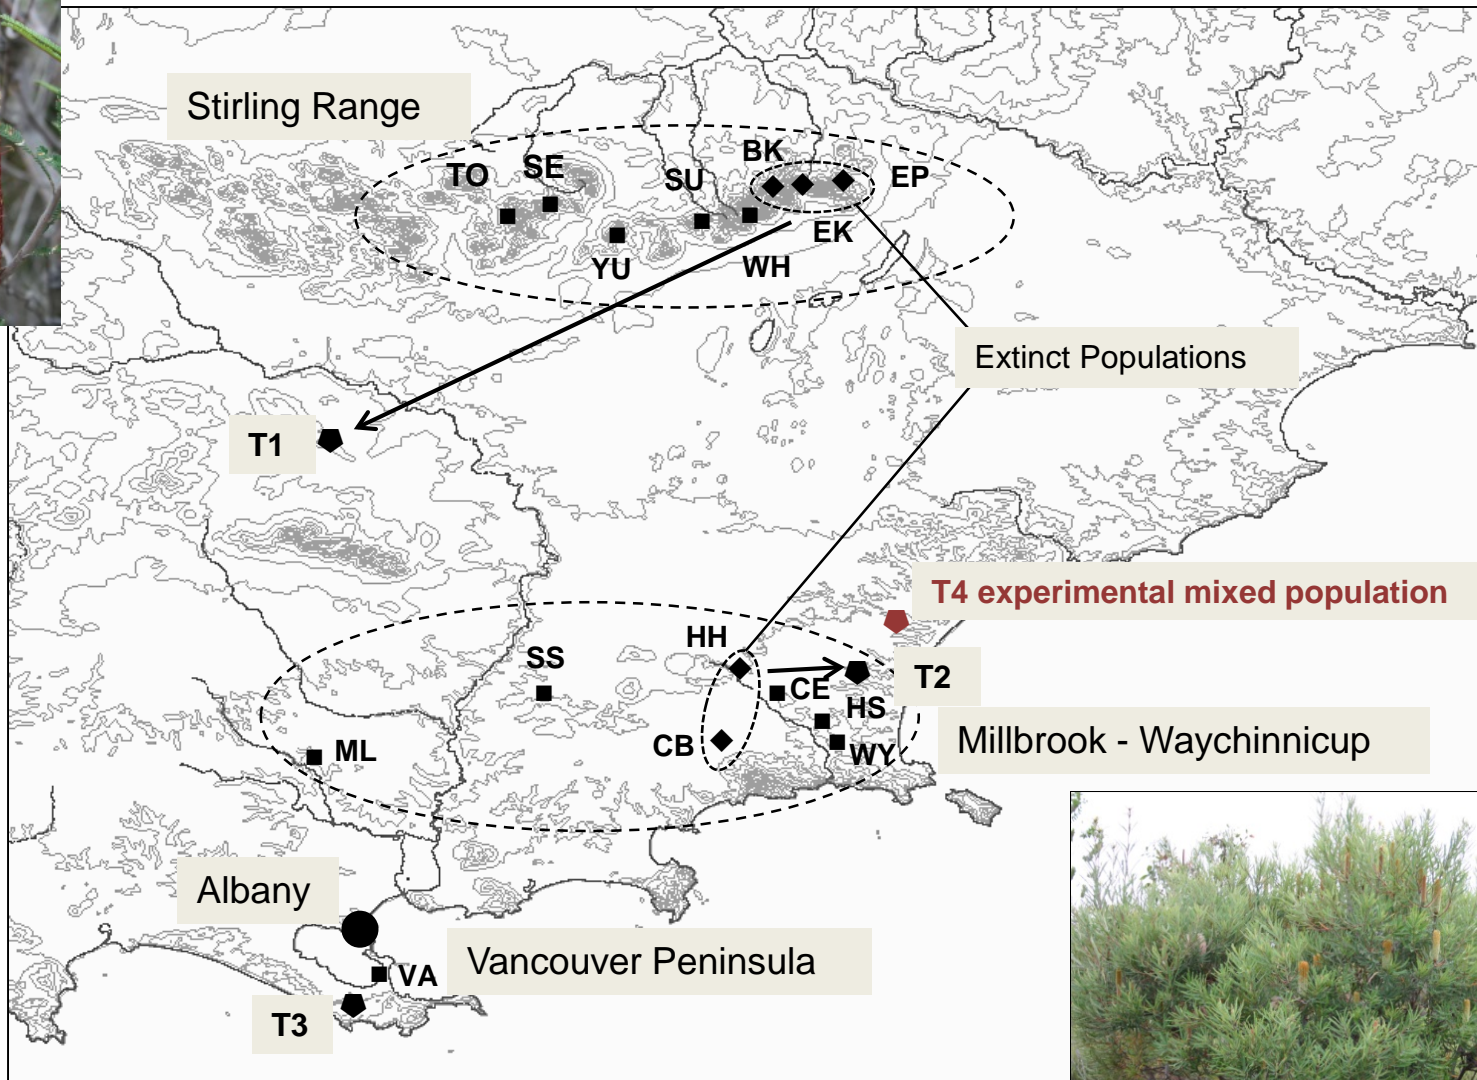 Stirling Range
BK
TO
SE
SU
EP
EK
YU
WH
Extinct Populations
T1
T4 experimental mixed population
HH
SS
T2
CE
HS
CB
WY
ML
Millbrook - Waychinnicup
Albany
Vancouver Peninsula
VA
T3